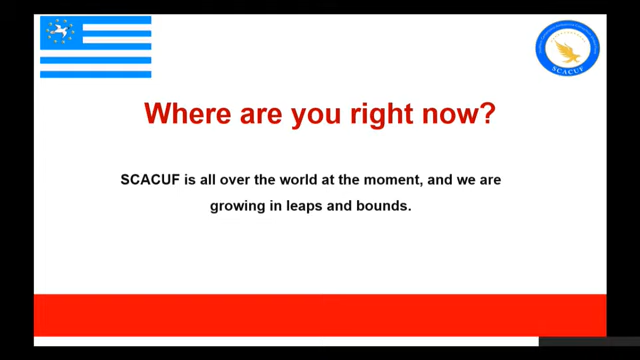 SCACUF
Where are you right now?
SCACUF is all over the world at the moment, and we are
growing in leaps and bounds.